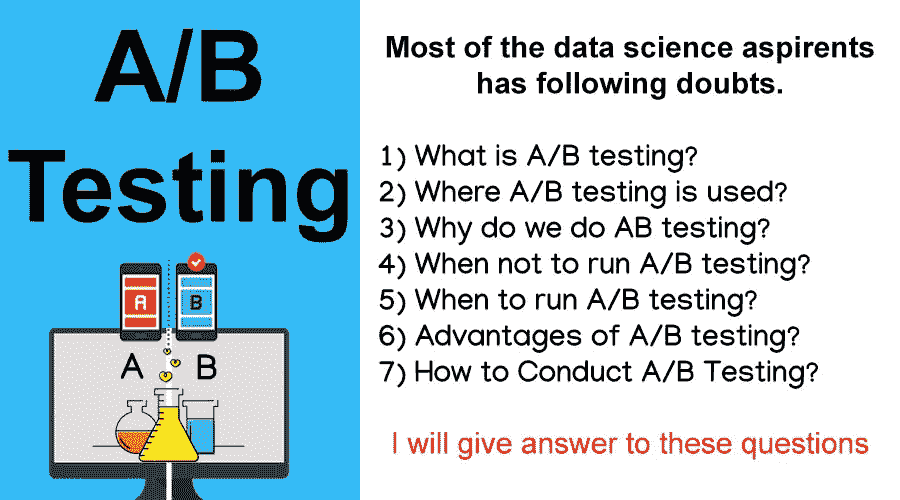 A/B
Testing
A
B
A
B
Most of the data science aspirents
has following doubts.
1) What is A/B testing?
2) Where A/B testing is used?
3) Why do we do AB testing?
4) When not to run A/B testing?
5) When to run A/B testing?
6) Advantages of A/B testing?
7) How to Conduct A/B Testing?
I will give answer to these questions